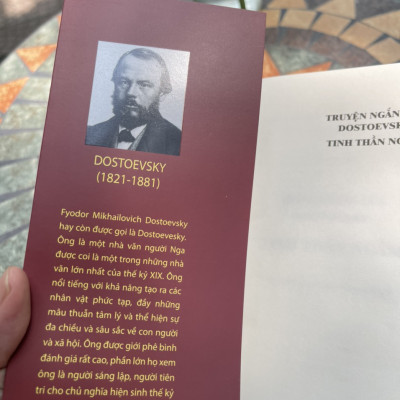 DOSTOEVSKY
(1821-1881)
Fyodor Mikhailovich Dostoevsky
hay còn được gọi là Dostoevesky.
Ông là một nhà văn người Nga
được coi là một trong những nhà
văn lớn nhất của thế kỷ XIX. Ông
nổi tiếng với khả năng tạo ra các
nhân vật phức tạp, đầy những
mâu thuẫn tâm lý và thể hiện sự
đa chiều và sâu sắc về con người
và xã hội. Ông được giới phê bình
đánh giá rất cao, phần lớn họ xem
ông là người sáng lập, người tiên
tri cho chủ nghĩa hiện sinh thế kỷ
TRUYỆN NGẮN
DOSTOEVSK
TINH THẦN NG